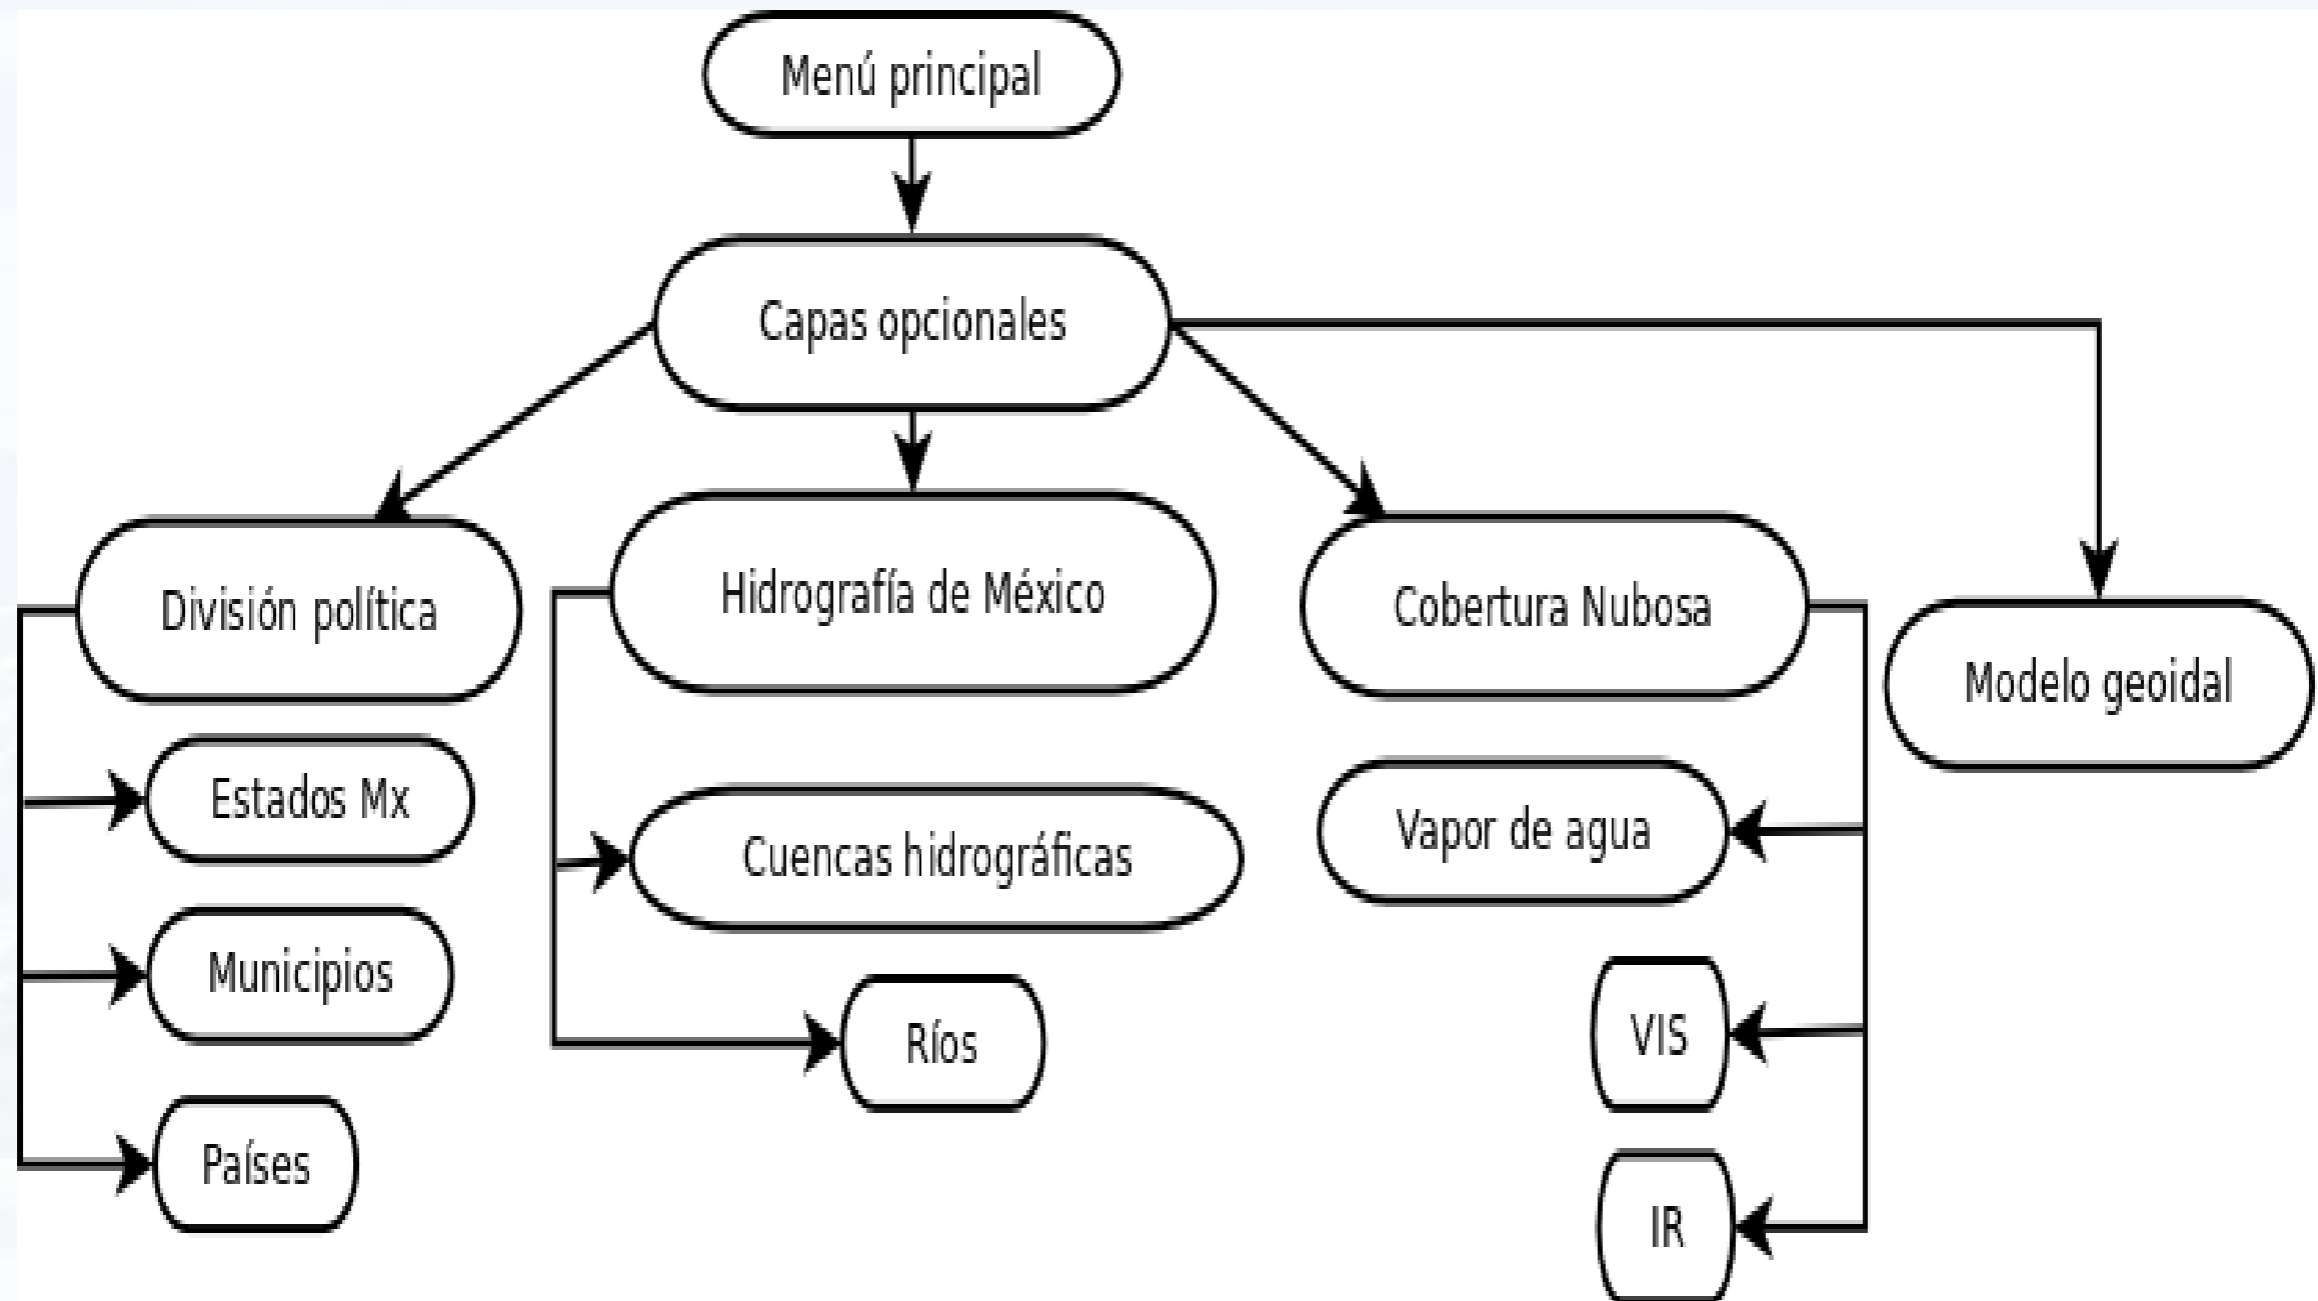 Menú principal
Capas opcionales
División política
Hidrografía de México
Cobertura Nubosa
Modelo geoidal
Estados Mx
Municipios
Países
Cuencas hidrográficas
Ríos
Vapor de agua
VIS
IR